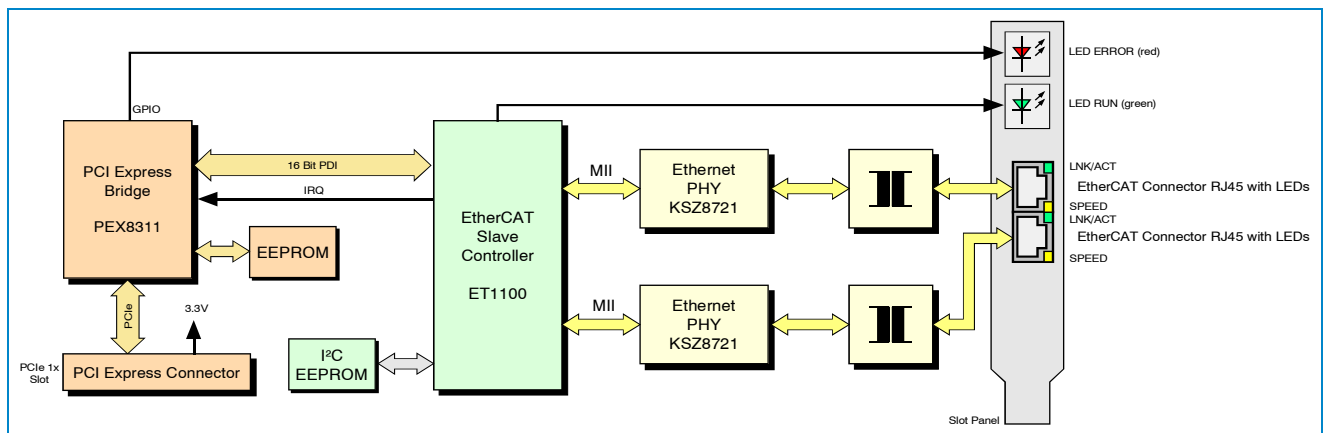 LED ERROR (red)
GPIO
LED RUN (green)
PCI Express
Bridge
PEX8311
16 Bit PDI
IRQ
EEPROM
PCIe
3.3V
PCIe 1x
Slot
PCI Express Connector
I²C
EEPROM
EtherCAT
Slave
Controller
ET1100
MII
Ethernet
PHY
KSZ8721
MII
Ethernet
PHY
KSZ8721
LNK/ACT
EtherCAT Connector RJ45 with LEDs
SPEED
LNK/ACT
EtherCAT Connector RJ45 with LEDs
SPEED
Slot Panel